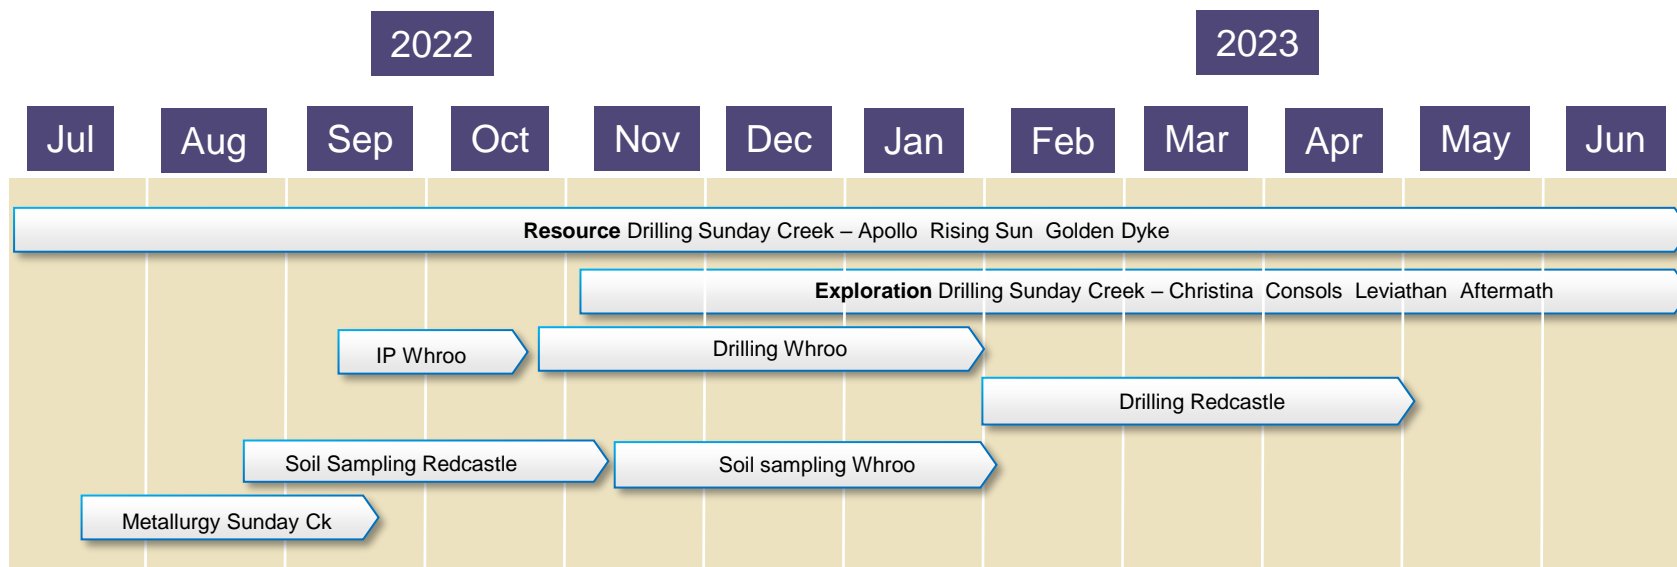 2022
2023
Jul
Aug
Sep
Oct
Nov
Dec
Jan
Feb
Mar
Apr
May
Jun
Resource Drilling Sunday Creek – Apollo Rising Sun Golden Dyke
Exploration Drilling Sunday Creek – Christina Consols Leviathan Aftermath
IP Whroo
Drilling Whroo
Drilling Redcastle
Soil Sampling Redcastle
Soil sampling Whroo
Metallurgy Sunday Ck